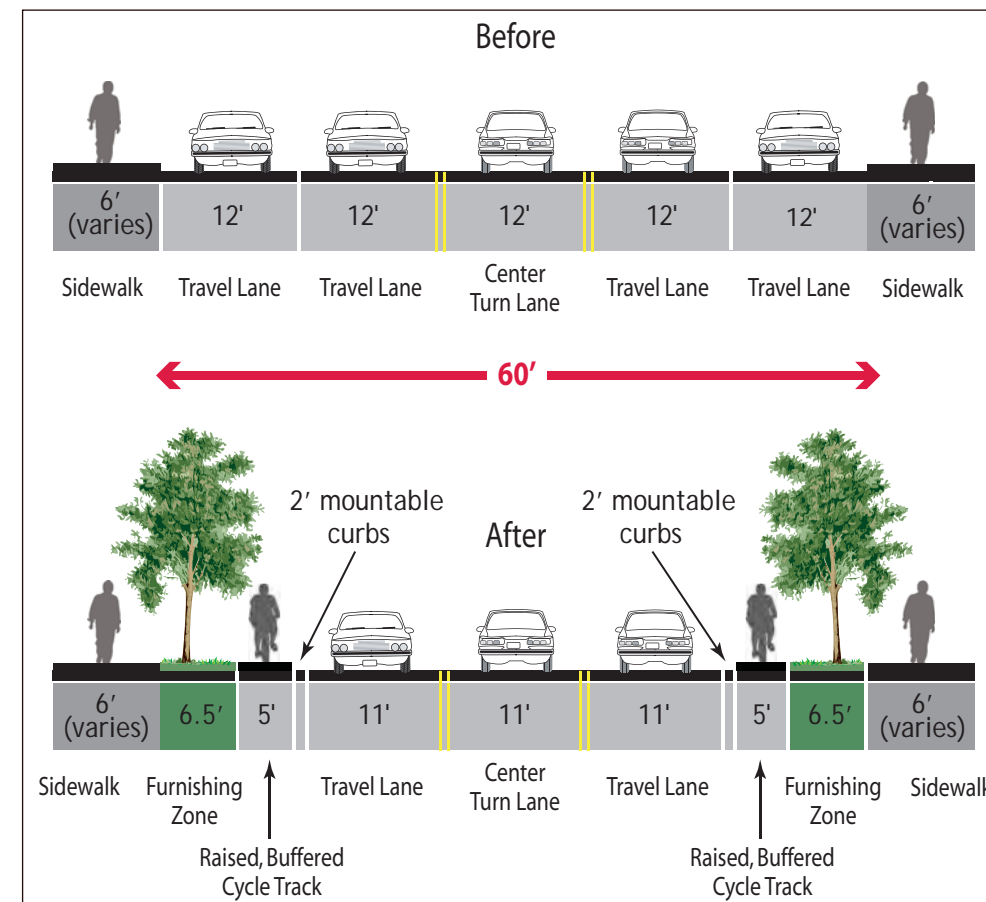 Before
6′ (varies) 12' 12' 12' 12' 12' 6′ (varies)
Sidewalk Travel Lane Travel Lane Center Turn Lane Travel Lane Travel Lane Sidewalk
60′
2′ mountable curbs
After
2′ mountable curbs
6′ (varies) 6.5′ 5' 11' 11' 11' 5' 6.5′ 6′ (varies)
Sidewalk Furnishing Zone Travel Lane Center Turn Lane Travel Lane Furnishing Zone Sidewalk
Raised, Buffered Cycle Track
Raised, Buffered Cycle Track